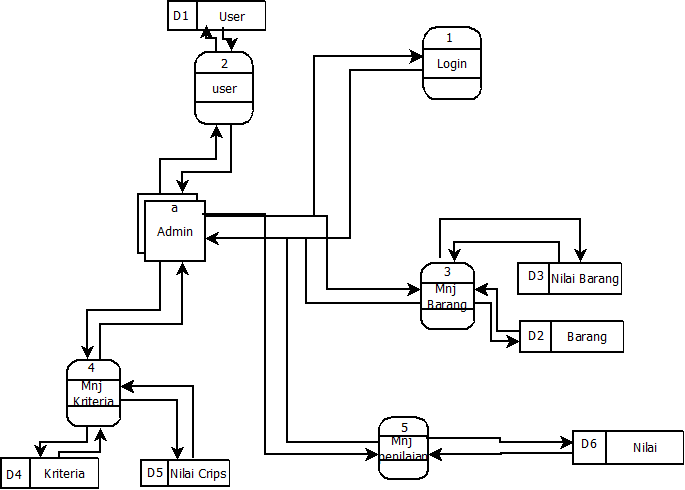 D1 User
1
Login
2
user
a
Admin
3
Mnj
Barang
D3 Nilai Barang
D2 Barang
4
Mnj
Kriteria
5
Mnj
penilaian
D6 Nilai
D4 Kriteria
D5 Nilai Crips